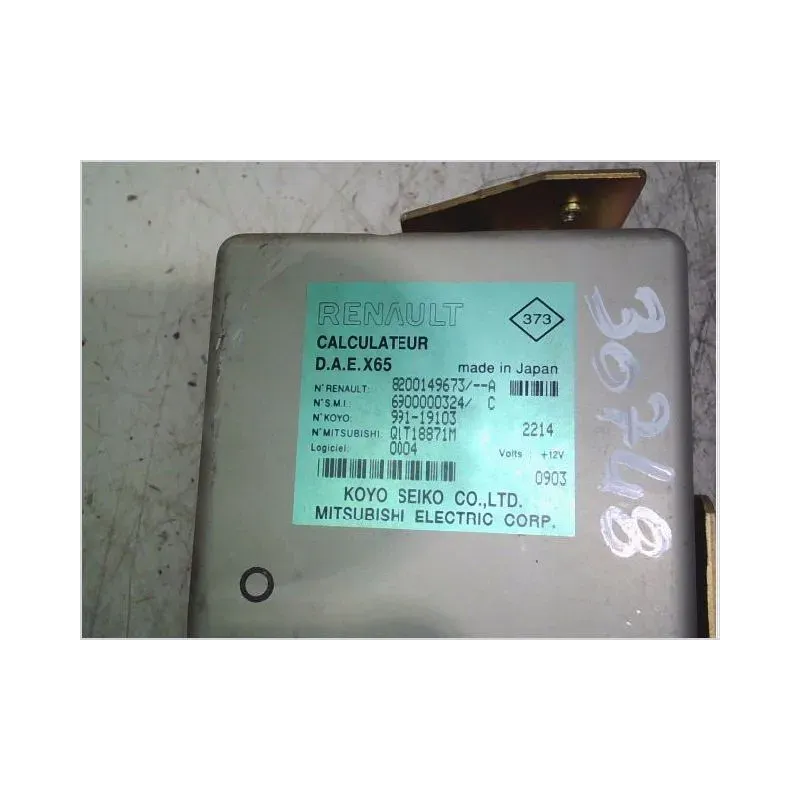 RENAULT
373
CALCULATEUR
D.A.E.X65 made in Japan
N°RENAULT: 8200149673/--A
N°S.M.I: 6900000324/ C
N°KOYO: 991-19103
N°MITSUBISHI: Q1T18871M 2214
Logiciel: 0004 Volts : +12V
0903
KOYO SEIKO CO.,LTD.
MITSUBISHI ELECTRIC CORP.
30748